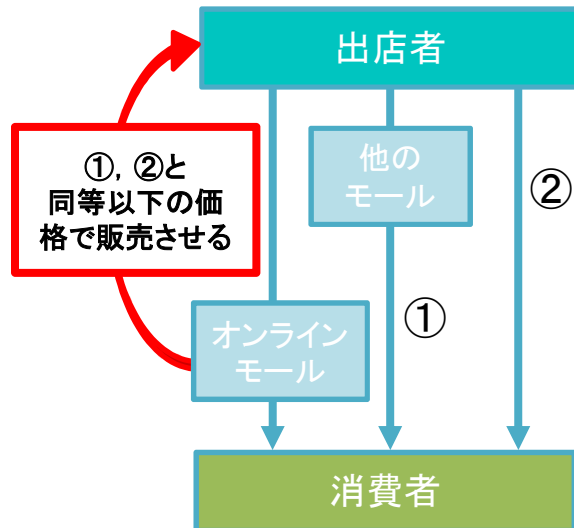 出店者
①, ②と
同等以下の価
格で販売させる
他の
モール
②
①
オンライン
モール
消費者